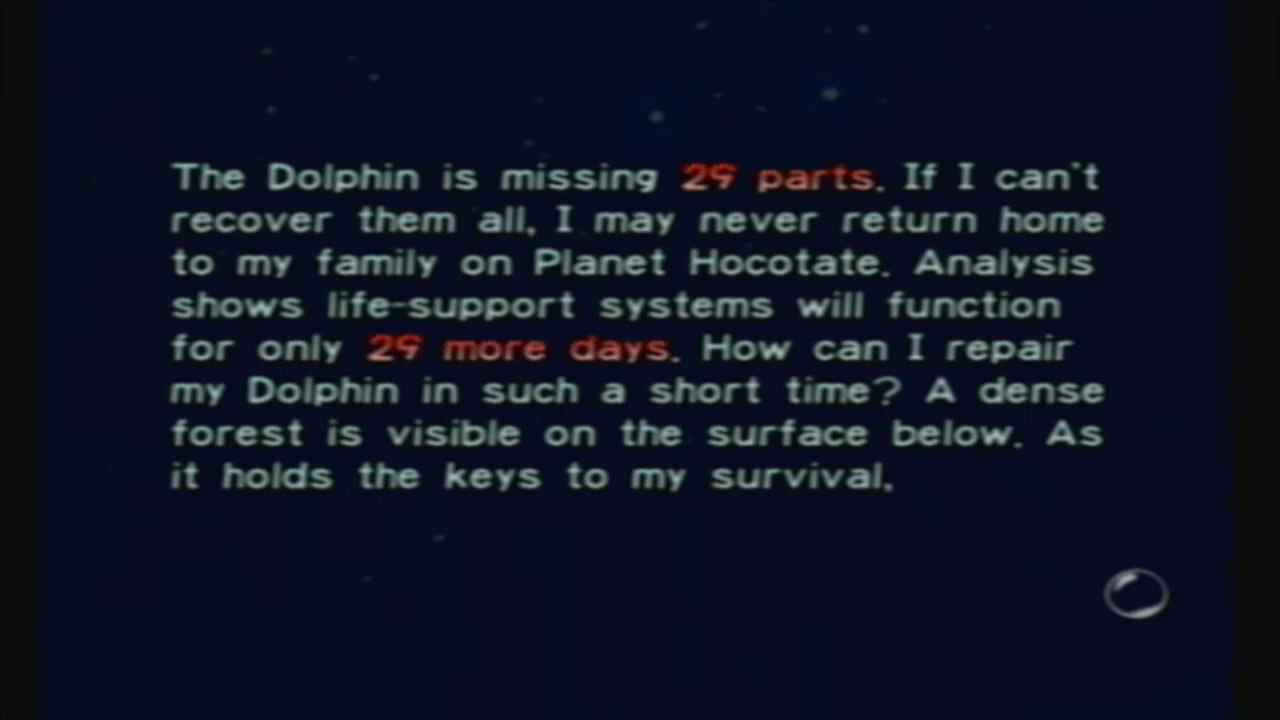 The Dolphin is missing 29 parts. If I can't
recover them all, I may never return home
to my family on Planet Hocotate. Analysis
shows life-support systems will function
for only 29 more days. How can I repair
my Dolphin in such a short time? A dense
forest is visible on the surface below. As
it holds the keys to my survival,